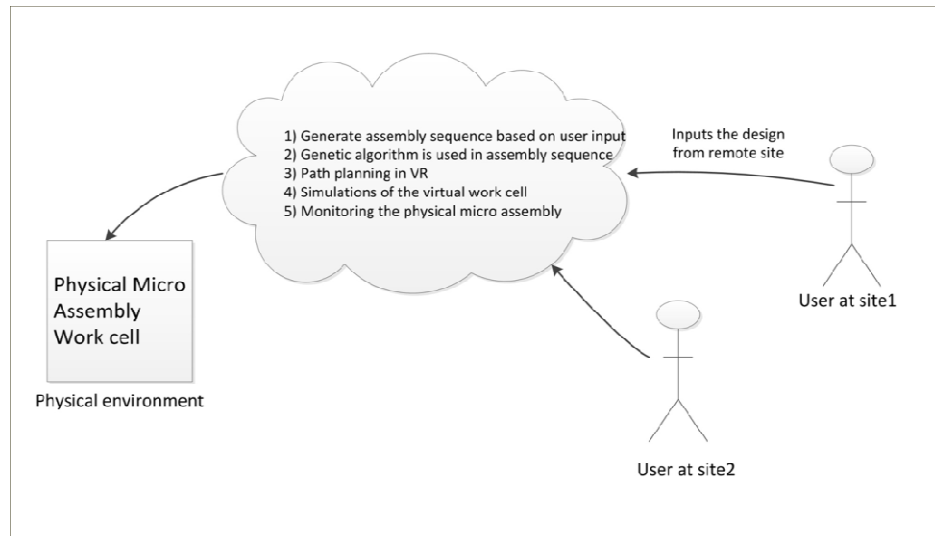 1) Generate assembly sequence based on user input
2) Genetic algorithm is used in assembly sequence
3) Path planning in VR
4) Simulations of the virtual work cell
5) Monitoring the physical micro assembly
Inputs the design
from remote site
User at site1
Physical Micro
Assembly
Work cell
Physical environment
User at site2